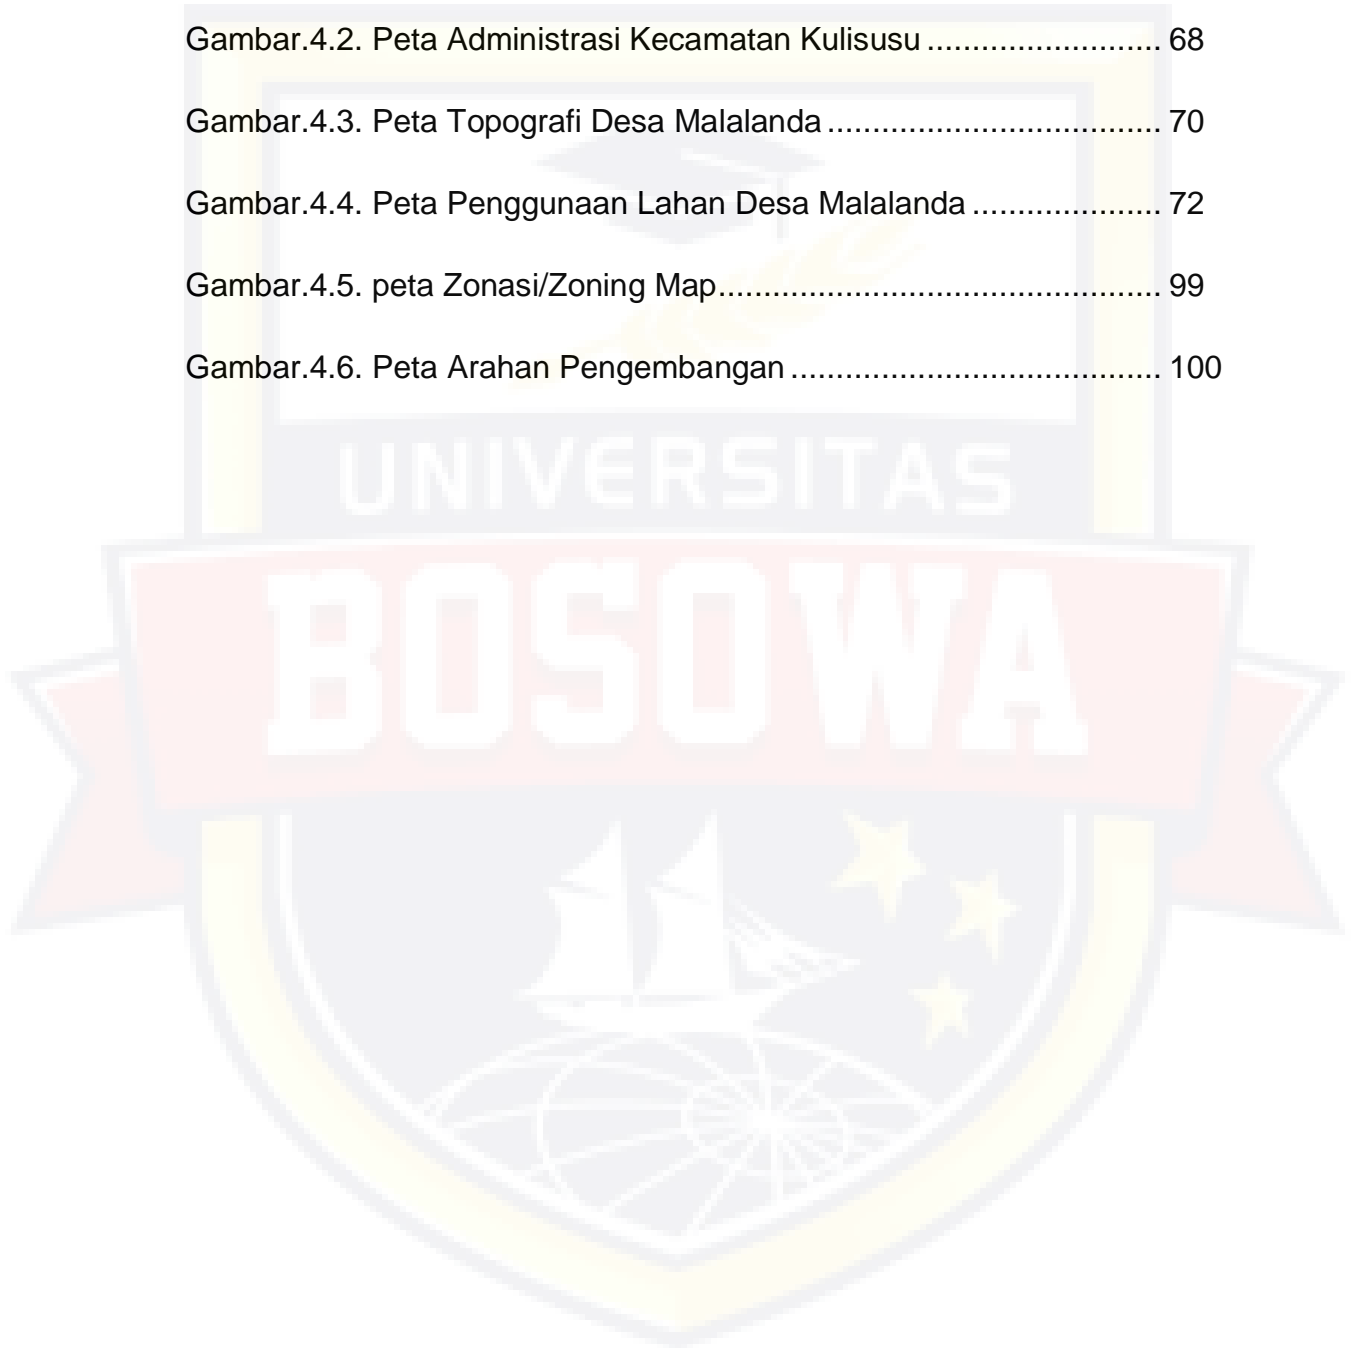 Gambar.4.2. Peta Administrasi Kecamatan Kulisusu .......................... 68
Gambar.4.3. Peta Topografi Desa Malalanda ..................................... 70
Gambar.4.4. Peta Penggunaan Lahan Desa Malalanda ..................... 72
Gambar.4.5. peta Zonasi/Zoning Map................................................. 99
Gambar.4.6. Peta Arahan Pengembangan ......................................... 100
UNIVERSITAS
BOSOWA